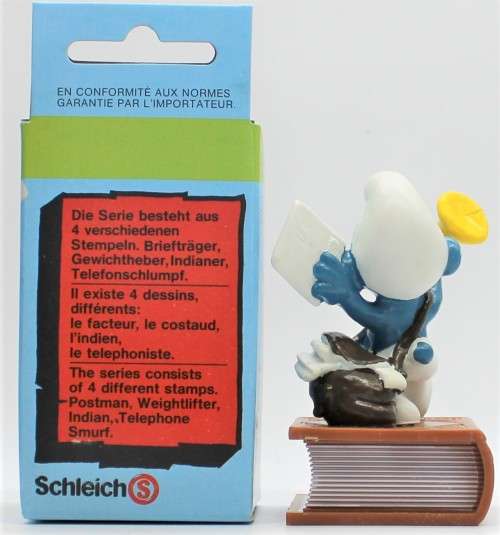 EN CONFORMITÉ AUX NORMES
GARANTIE PAR L'IMPORTATEUR.
Die Serie besteht aus
4 verschiedenen
Stempeln. Briefträger,
Gewichtheber, Indianer,
Telefonschlumpf.
Il existe 4 dessins,
différents:
le facteur, le costaud,
l'indien,
le telephoniste.
The series consists
of 4 different stamps.
Postman, Weightlifter,
Indian,,Telephone
Smurf.
Schleich S